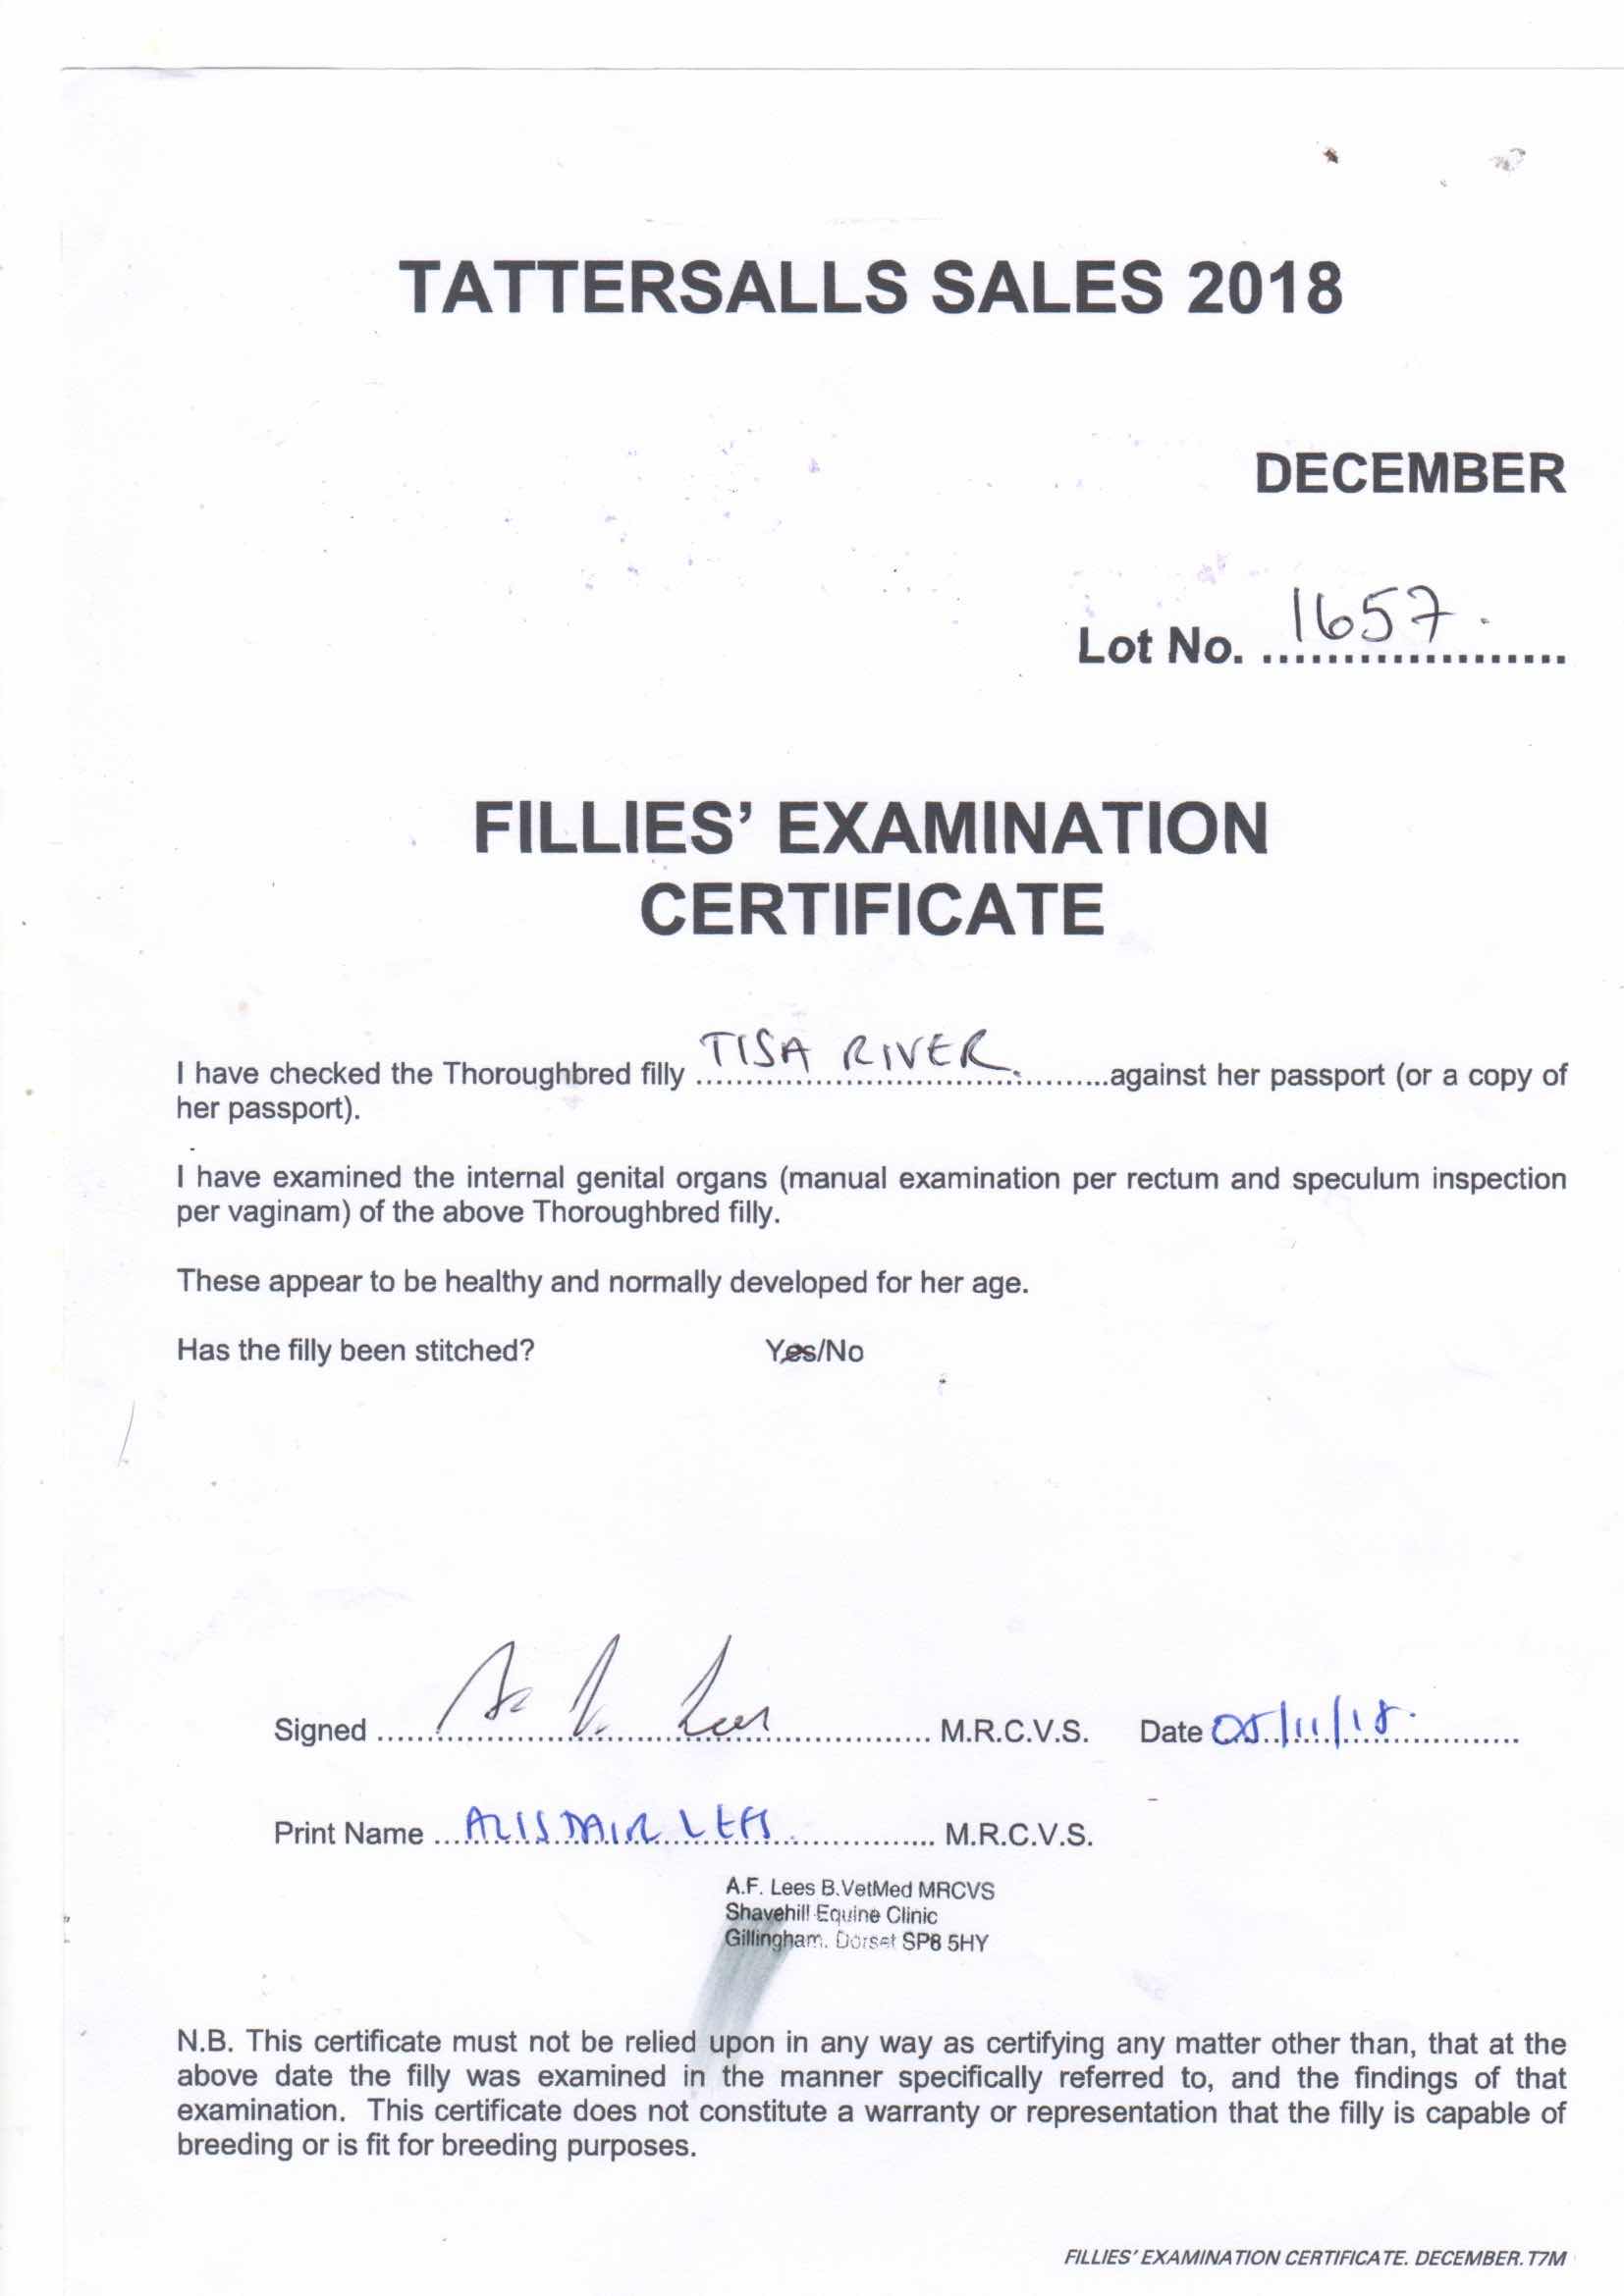 TATTERSALLS SALES 2018
DECEMBER
Lot No. 1657.
FILLIES' EXAMINATION
CERTIFICATE
I have checked the Thoroughbred filly TISA RIVER against her passport (or a copy of
her passport).
I have examined the internal genital organs (manual examination per rectum and speculum inspection
per vaginam) of the above Thoroughbred filly.
These appear to be healthy and normally developed for her age.
Has the filly been stitched? Yes/No
Signed A. F. Lees M.R.C.V.S. Date 05/11/18.
Print Name ALISDAIR LEES M.R.C.V.S.
A.F. Lees B.VetMed MRCVS
Shavehill Equine Clinic
Gillingham, Dorset SP8 5HY
N.B. This certificate must not be relied upon in any way as certifying any matter other than, that at the
above date the filly was examined in the manner specifically referred to, and the findings of that
examination. This certificate does not constitute a warranty or representation that the filly is capable of
breeding or is fit for breeding purposes.
FILLIES' EXAMINATION CERTIFICATE. DECEMBER. T7M